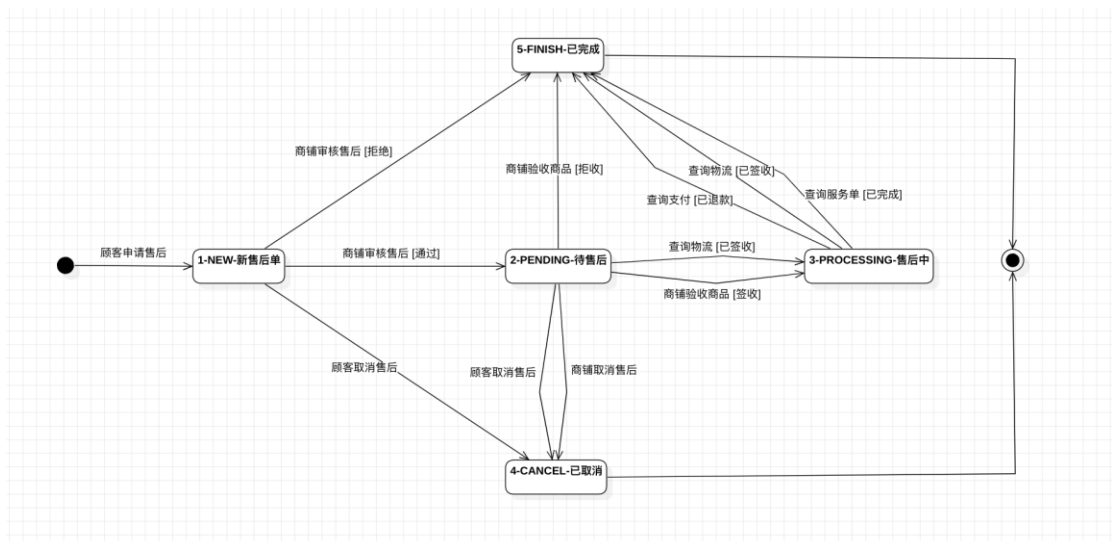 5-FINISH-已完成
商铺审核售后 [拒绝]
商铺验收商品 [拒收]
查询物流 [已签收]
查询服务单 [已完成]
查询支付 [已退款]
顾客申请售后
商铺审核售后 [通过]
查询物流 [已签收]
1-NEW-新售后单
2-PENDING-待售后
3-PROCESSING-售后中
商铺验收商品 [签收]
顾客取消售后
顾客取消售后
商铺取消售后
4-CANCEL-已取消